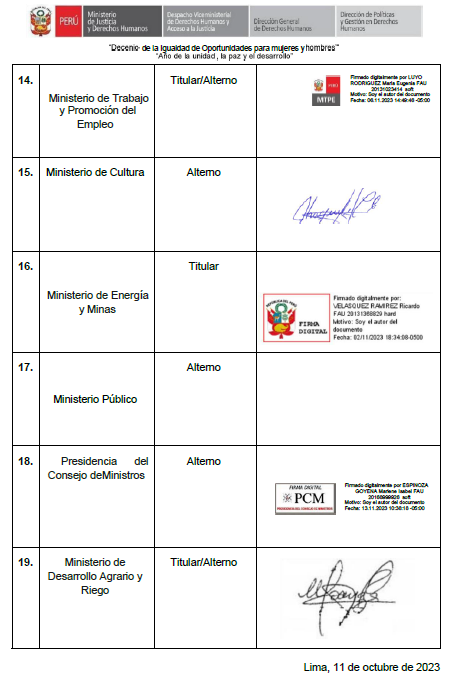 PERÚ
Ministerio
de Justicia
y Derechos Humanos
Despacho Viceministerial
de Derechos Humanos y
Acceso a la Justicia
Dirección General
de Derechos Humanos
Dirección de Políticas
y Gestión en Derechos
Humanos
"Decenio de la Igualdad de Oportunidades para mujeres y hombres"
"Año de la unidad, la paz y el desarrollo"
14.
Ministerio de Trabajo
y Promoción del
Empleo
Titular/Alterno
PERÚ
MTPE
Firmado digitalmente por LUYO
RODRIGUEZ Maria Eugenia FAU
20131023414 soft
Motivo: Soy el autor del documento
Fecha: 06.11.2023 14:49:46 -05:00
15.
Ministerio de Cultura
Alterno
16.
Ministerio de Energía
y Minas
Titular
REPUBLICA DEL PERU
FIRMA
DIGITAL
Firmado digitalmente por:
VELASQUEZ RAMIREZ Ricardo
FAU 20131368829 hard
Motivo: Soy el autor del
documento
Fecha: 02/11/2023 18:34:08-0500
17.
Ministerio Público
Alterno
18.
Presidencia del
Consejo deMinistros
Alterno
FIRMA DIGITAL
PCM
PRESIDENCIA DEL CONSEJO DE MINISTROS
Firmado digitalmente por ESPINOZA
GOYENA Marlene Isabel FAU
20168999926 soft
Motivo: Soy el autor del documento
Fecha: 13.11.2023 10:36:16 -05:00
19.
Ministerio de
Desarrollo Agrario y
Riego
Titular/Alterno
Lima, 11 de octubre de 2023